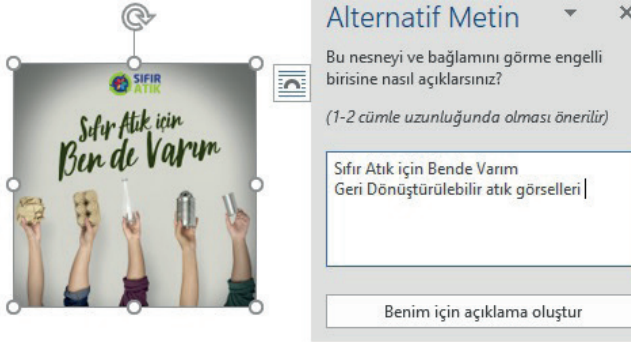 SIFIR
ATIK
Sıfır Atık için
Ben de Varım
Alternatif Metin
Bu nesneyi ve bağlamını görme engelli
birisine nasıl açıklarsınız?
(1-2 cümle uzunluğunda olması önerilir)
Sıfır Atık için Bende Varım
Geri Dönüştürülebilir atık görselleri
Benim için açıklama oluştur